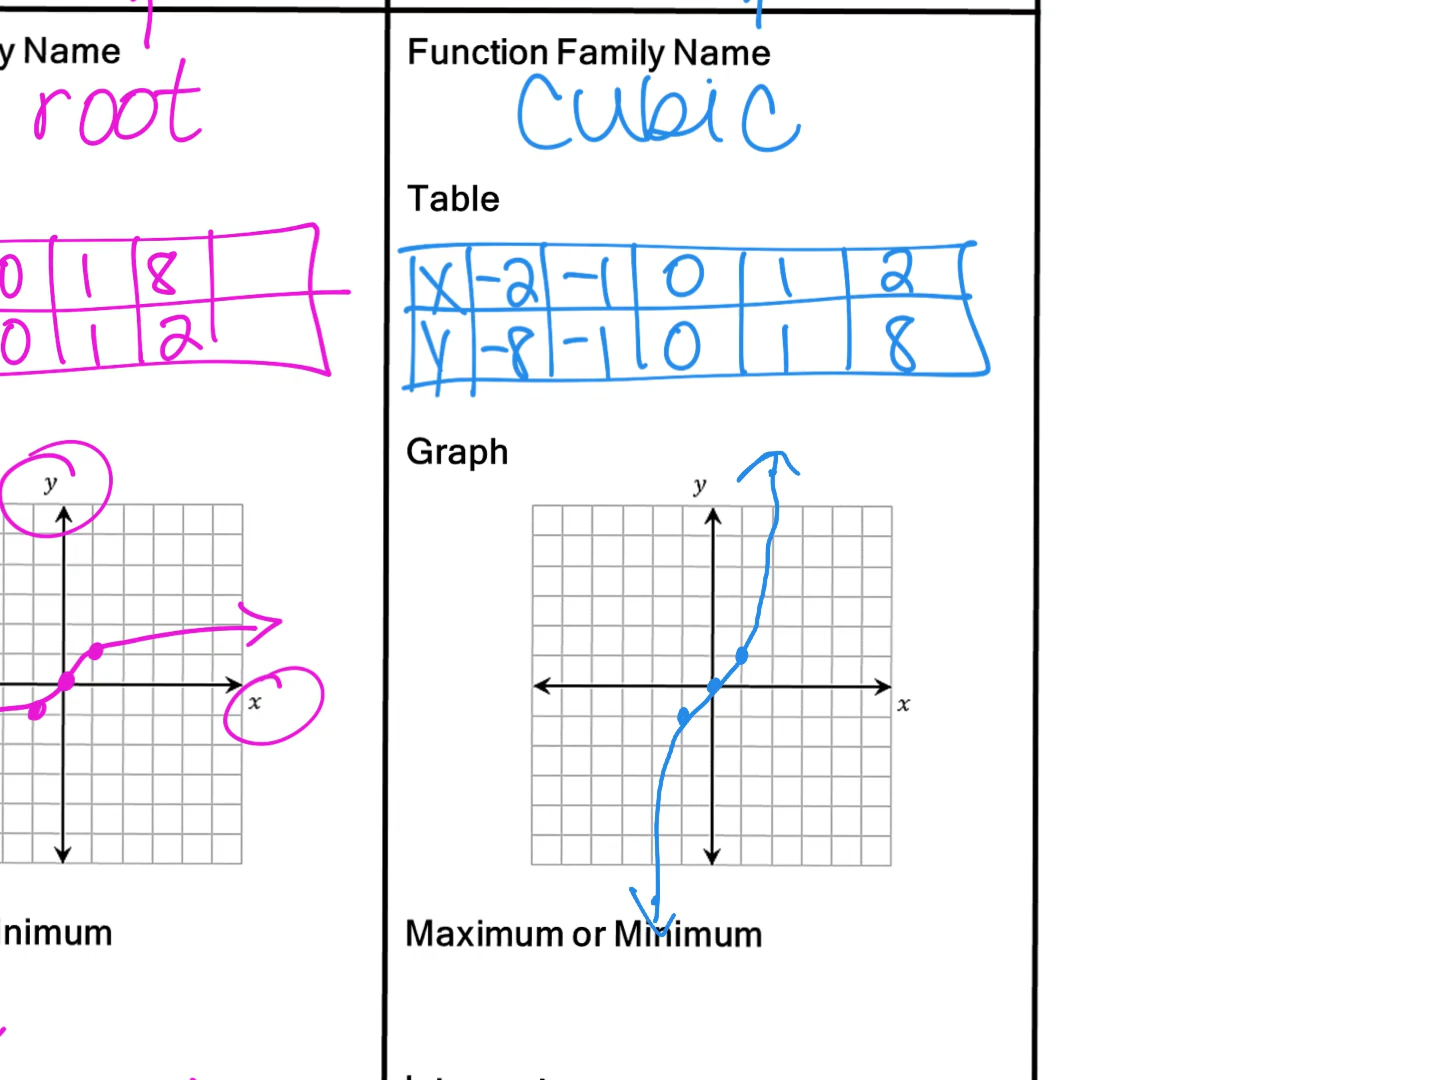 y Name
root
0 1 8
0 1 2
y
x
inimum
Function Family Name
cubic
Table
X -2 -1 0 1 2
Y -8 -1 0 1 8
Graph
y
x
Maximum or Minimum